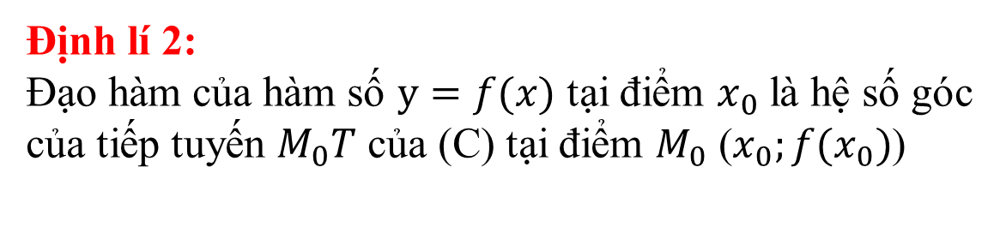 Định lí 2:
Đạo hàm của hàm số y = f(x) tại điểm x₀ là hệ số góc
của tiếp tuyến M₀T của (C) tại điểm M₀ (x₀; f(x₀))